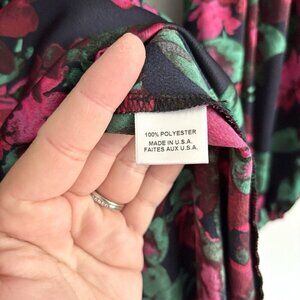 100% POLYESTER
MADE IN U.S.A.
FAITES AUX U.S.A.